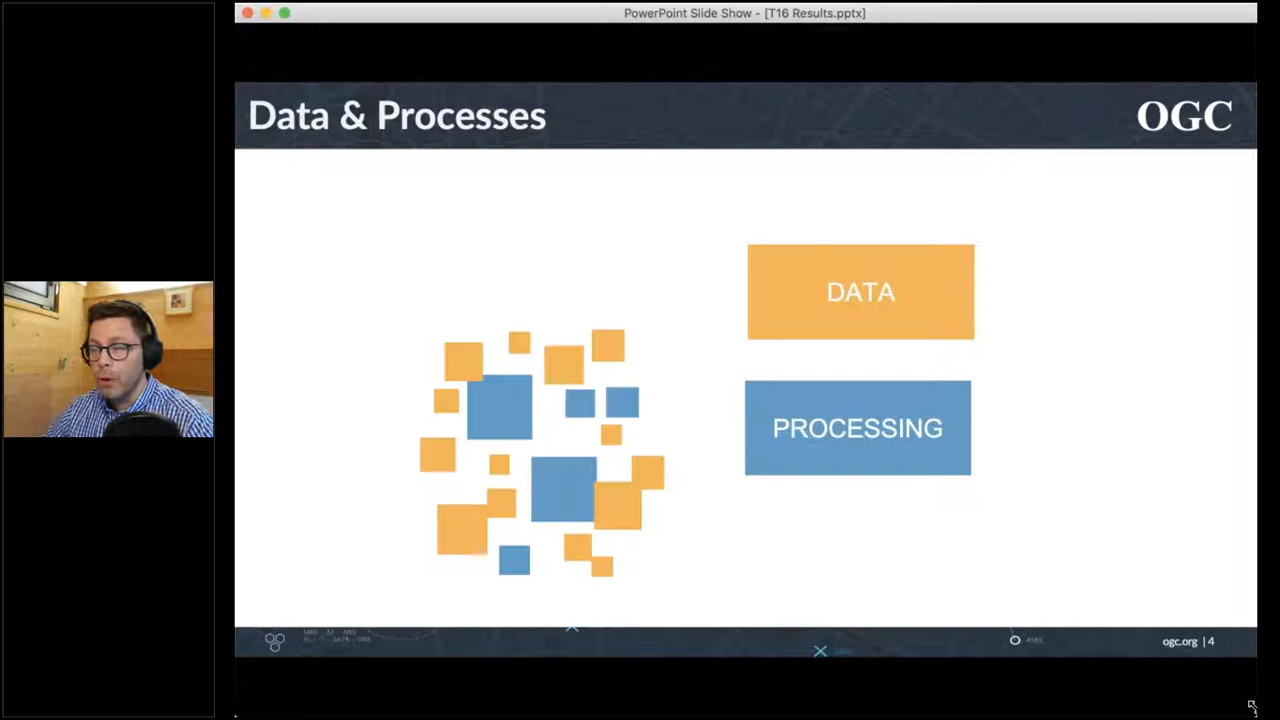 PowerPoint Slide Show - [T16 Results.pptx]
Data & Processes
OGC
DATA
PROCESSING
ogc.org | 4